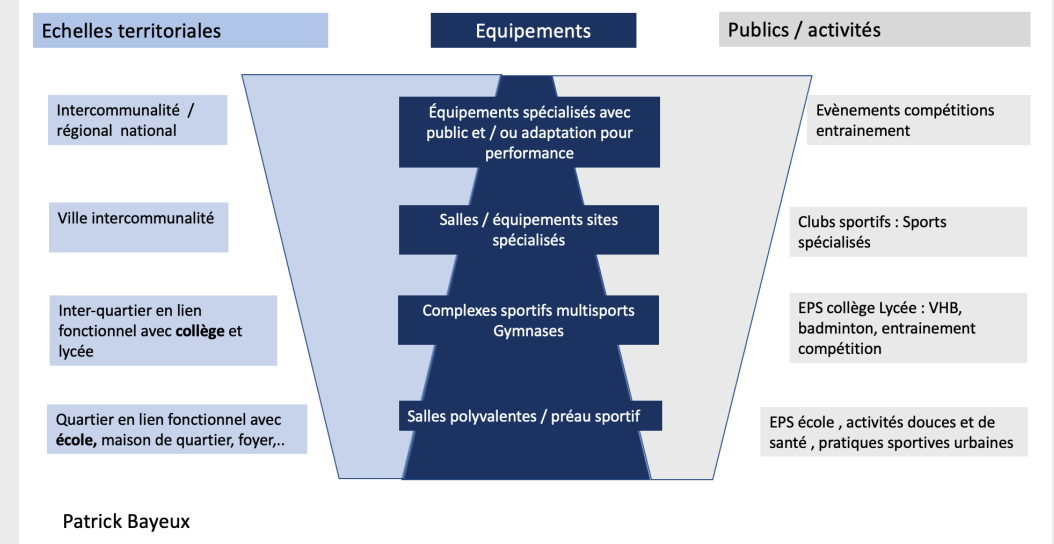 Echelles territoriales
Equipements
Publics / activités
Intercommunalité /
régional national
Équipements spécialisés avec
public et / ou adaptation pour
performance
Evènements compétitions
entrainement
Ville intercommunalité
Salles / équipements sites
spécialisés
Clubs sportifs : Sports
spécialisés
Inter-quartier en lien
fonctionnel avec collège et
lycée
Complexes sportifs multisports
Gymnases
EPS collège Lycée : VHB,
badminton, entrainement
compétition
Quartier en lien fonctionnel avec
école, maison de quartier, foyer,..
Salles polyvalentes / préau sportif
EPS école , activités douces et de
santé , pratiques sportives urbaines
Patrick Bayeux